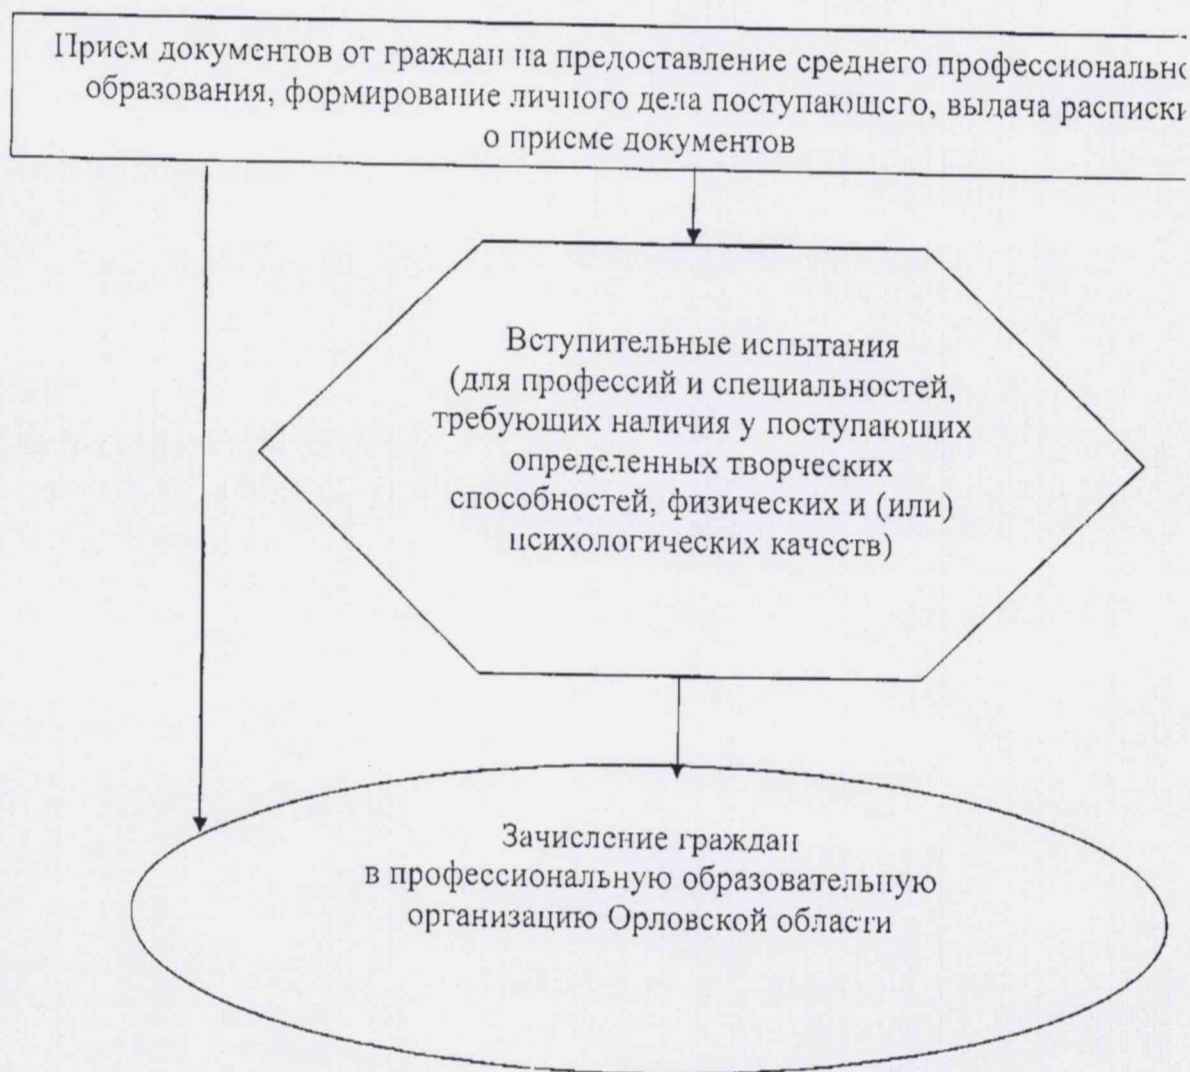 Прием документов от граждан на предоставление среднего профессионально
образования, формирование личного дела поступающего, выдача расписки
о приеме документов
Вступительные испытания
(для профессий и специальностей,
требующих наличия у поступающих
определенных творческих
способностей, физических и (или)
психологических качеств)
Зачисление граждан
в профессиональную образовательную
организацию Орловской области